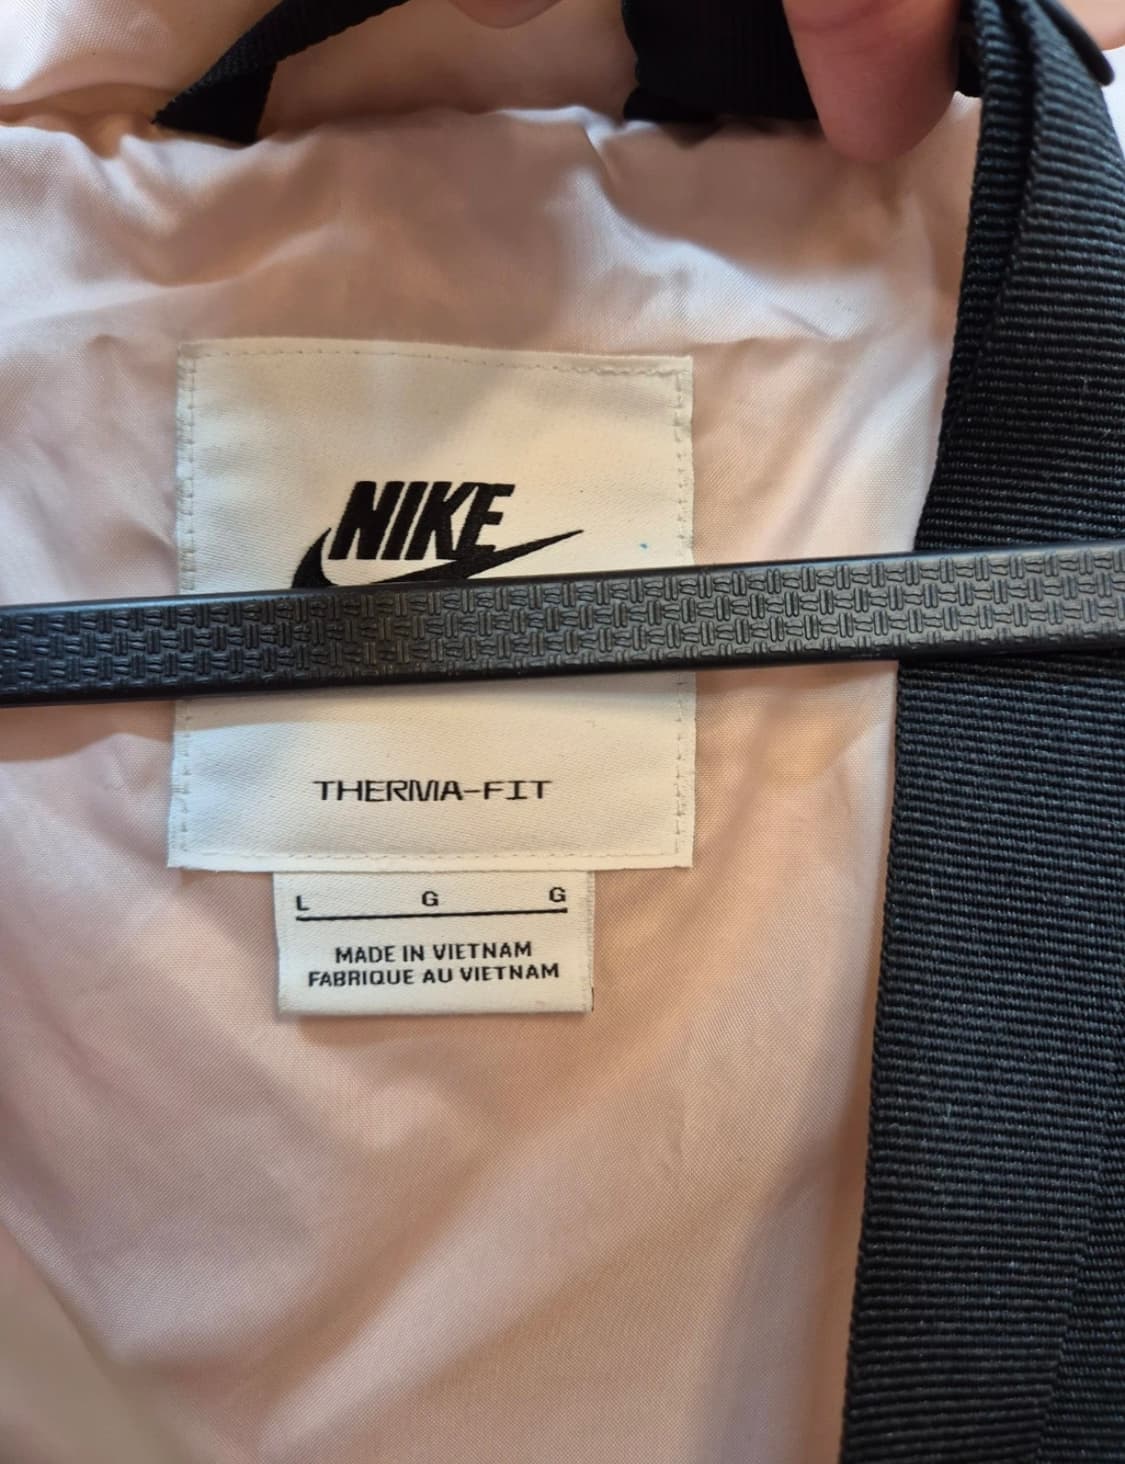 NIKE
THERMA-FIT
L G G
MADE IN VIETNAM
FABRIQUE AU VIETNAM